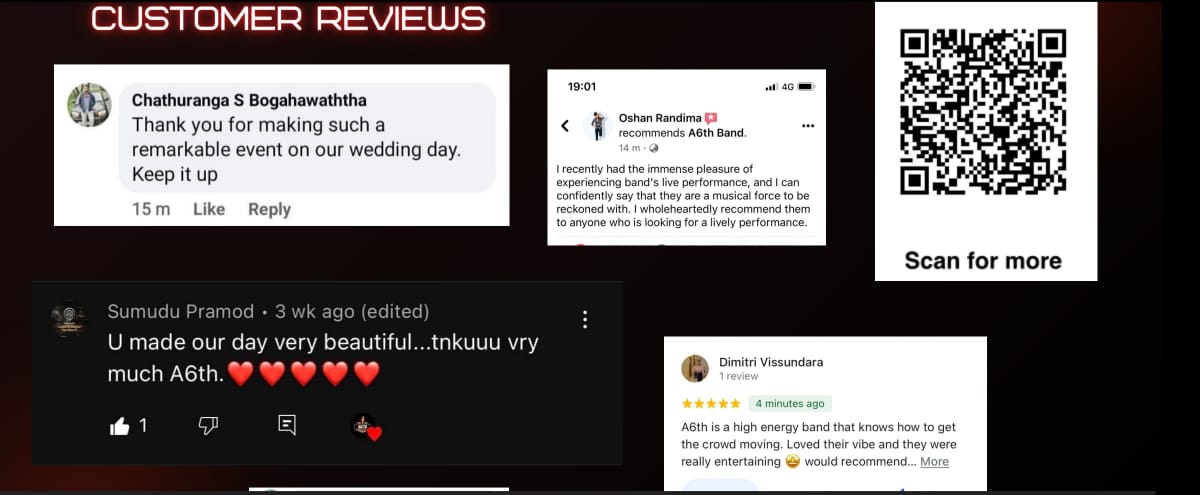 CUSTOMER REVIEWS
Chathuranga S Bogahawaththa
Thank you for making such a
remarkable event on our wedding day.
Keep it up
15 m Like Reply
19:01 4G
Oshan Randima
recommends A6th Band.
14 m
I recently had the immense pleasure of
experiencing band's live performance, and I can
confidently say that they are a musical force to be
reckoned with. I wholeheartedly recommend them
to anyone who is looking for a lively performance.
Scan for more
Sumudu Pramod • 3 wk ago (edited)
U made our day very beautiful...tnkuuu vry
much A6th.❤️❤️❤️❤️❤️
1
Dimitri Vissundara
1 review
4 minutes ago
A6th is a high energy band that knows how to get
the crowd moving. Loved their vibe and they were
really entertaining 🤩 would recommend... More